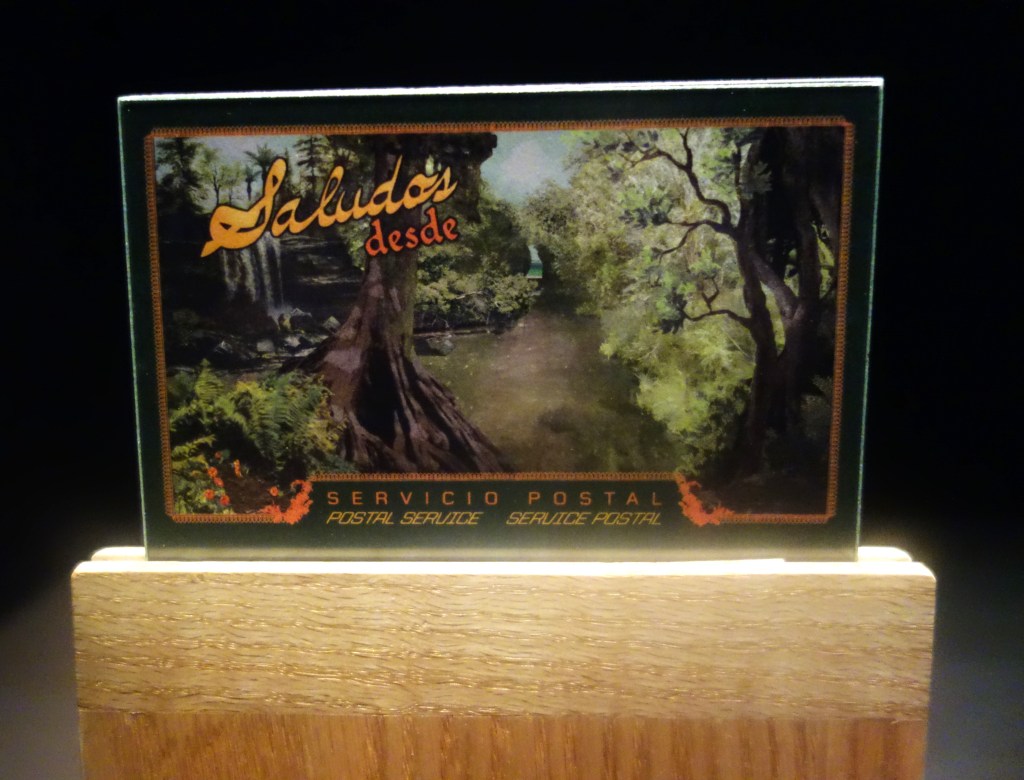 Saludos
desde
SERVICIO POSTAL
POSTAL SERVICE SERVICE POSTAL